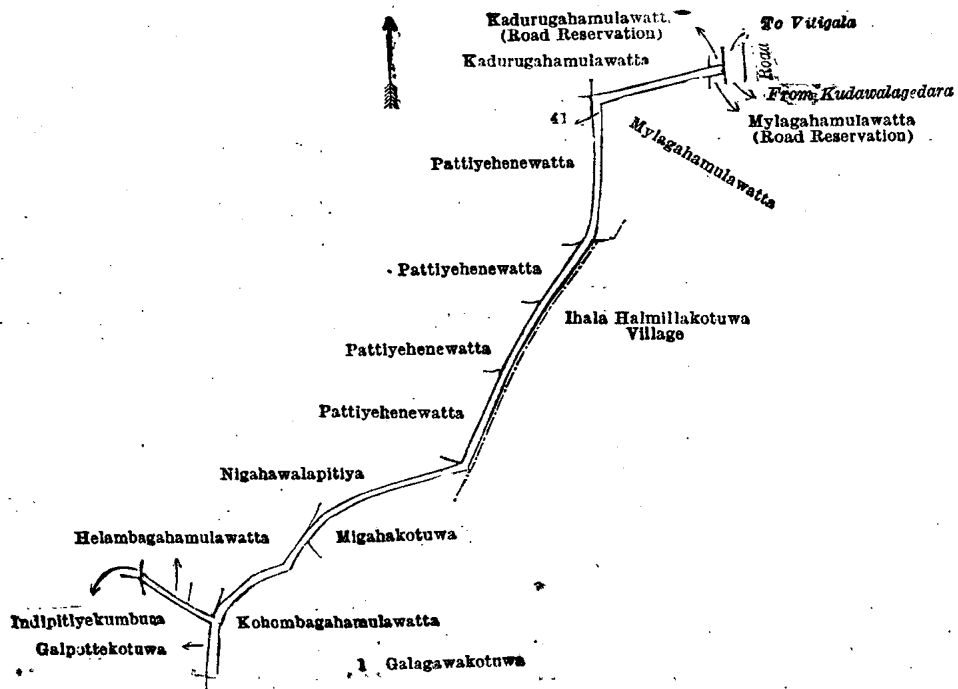 Kadurugahamulawatt.
(Road Reservation)
To Vitigala
Kadurugahamulawatta
Road
From Kudawalagedara
Mylagahamulawatta
(Road Reservation)
41
Mylagahamulawatta
Pattiyehenewatta
Pattiyehenewatta
Ihala Halmillakotuwa
Village
Pattiyehenewatta
Pattiyehenewatta
Nigahawalapitiya
Helambagahamulawatta
Migahakotuwa
Indipitiyekumbura
Kohombagahamulawatta
Galpottekotuwa
1 Galagawakotuwa